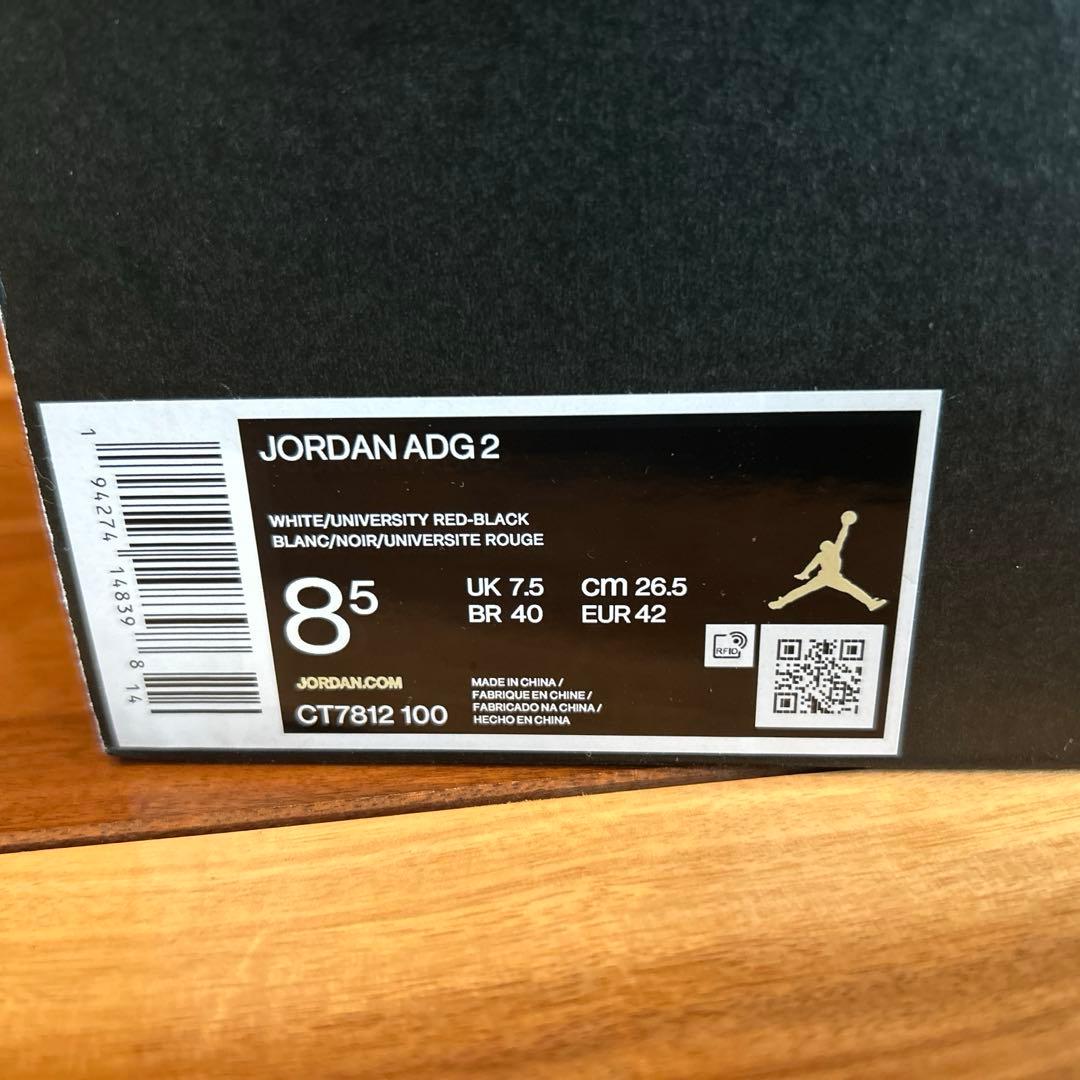 JORDAN ADG 2
WHITE/UNIVERSITY RED-BLACK
BLANC/NOIR/UNIVERSITE ROUGE
8⁵
UK 7.5 cm 26.5
BR 40 EUR 42
JORDAN.COM
CT7812 100
MADE IN CHINA /
FABRIQUE EN CHINE /
FABRICADO NA CHINA /
HECHO EN CHINA
RFID
1 94274 14839 8 14